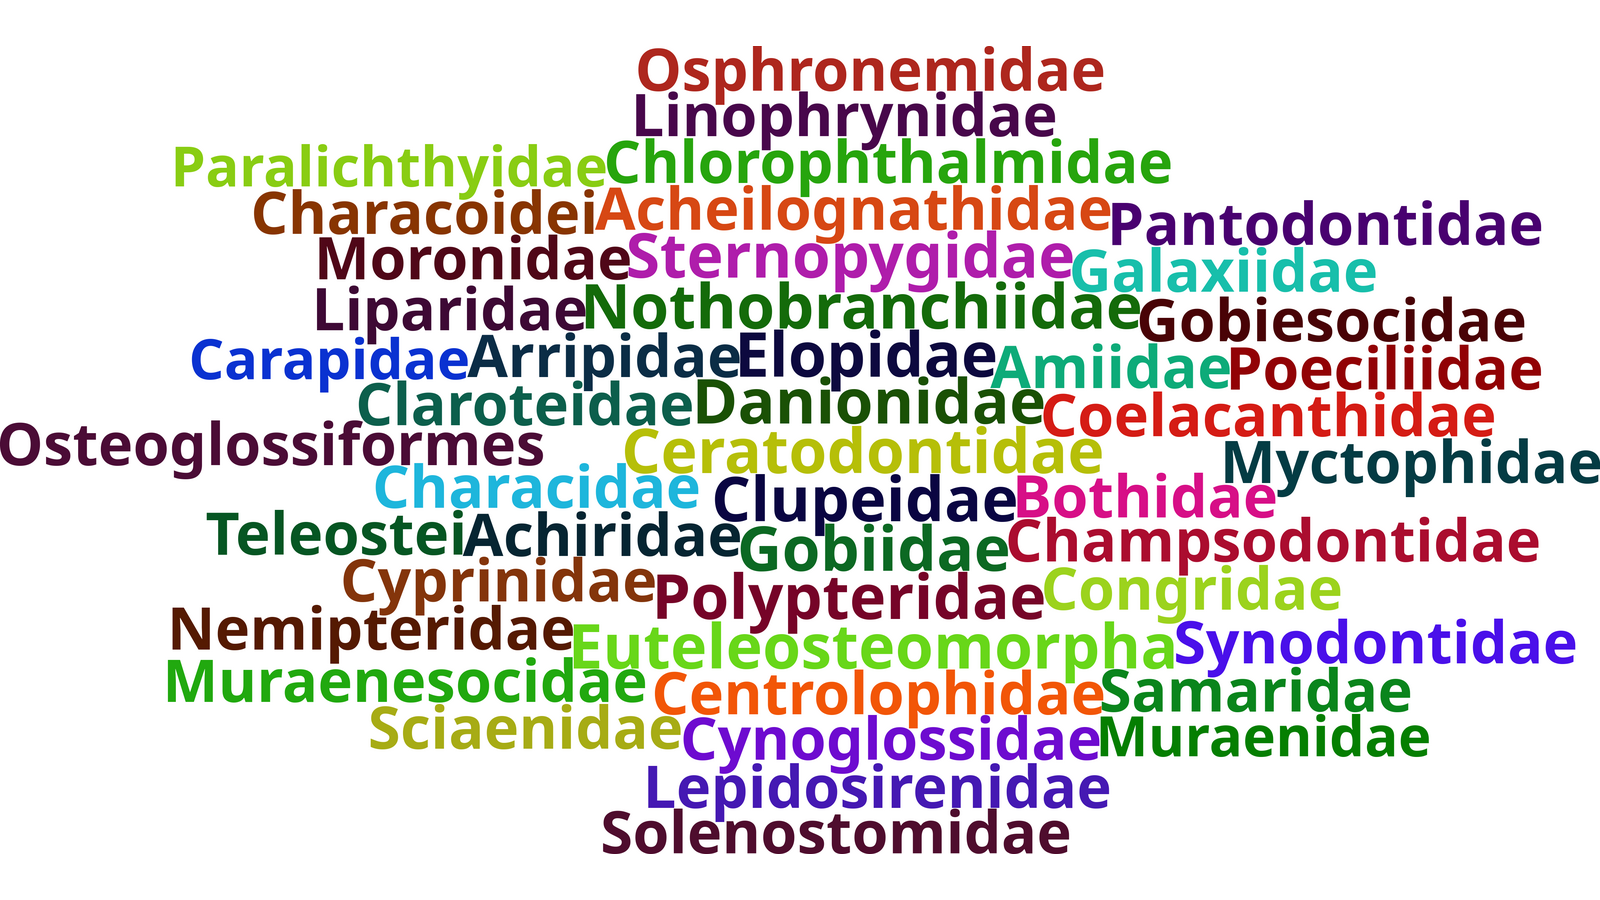 Osphronemidae
Linophrynidae
Paralichthyidae Chlorophthalmidae
Characoidei Acheilognathidae Pantodontidae
Moronidae Sternopygidae Galaxiidae
Liparidae Nothobranchiidae Gobiesocidae
Carapidae Arripidae Elopidae Amiidae Poeciliidae
Claroteidae Danionidae Coelacanthidae
Osteoglossiformes Ceratodontidae Myctophidae
Characidae Clupeidae Bothidae
Teleostei Achiridae Gobiidae Champsodontidae
Cyprinidae Polypteridae Congridae
Nemipteridae Euteleosteomorpha Synodontidae
Muraenesocidae Centrolophidae Samaridae
Sciaenidae Cynoglossidae Muraenidae
Lepidosirenidae
Solenostomidae